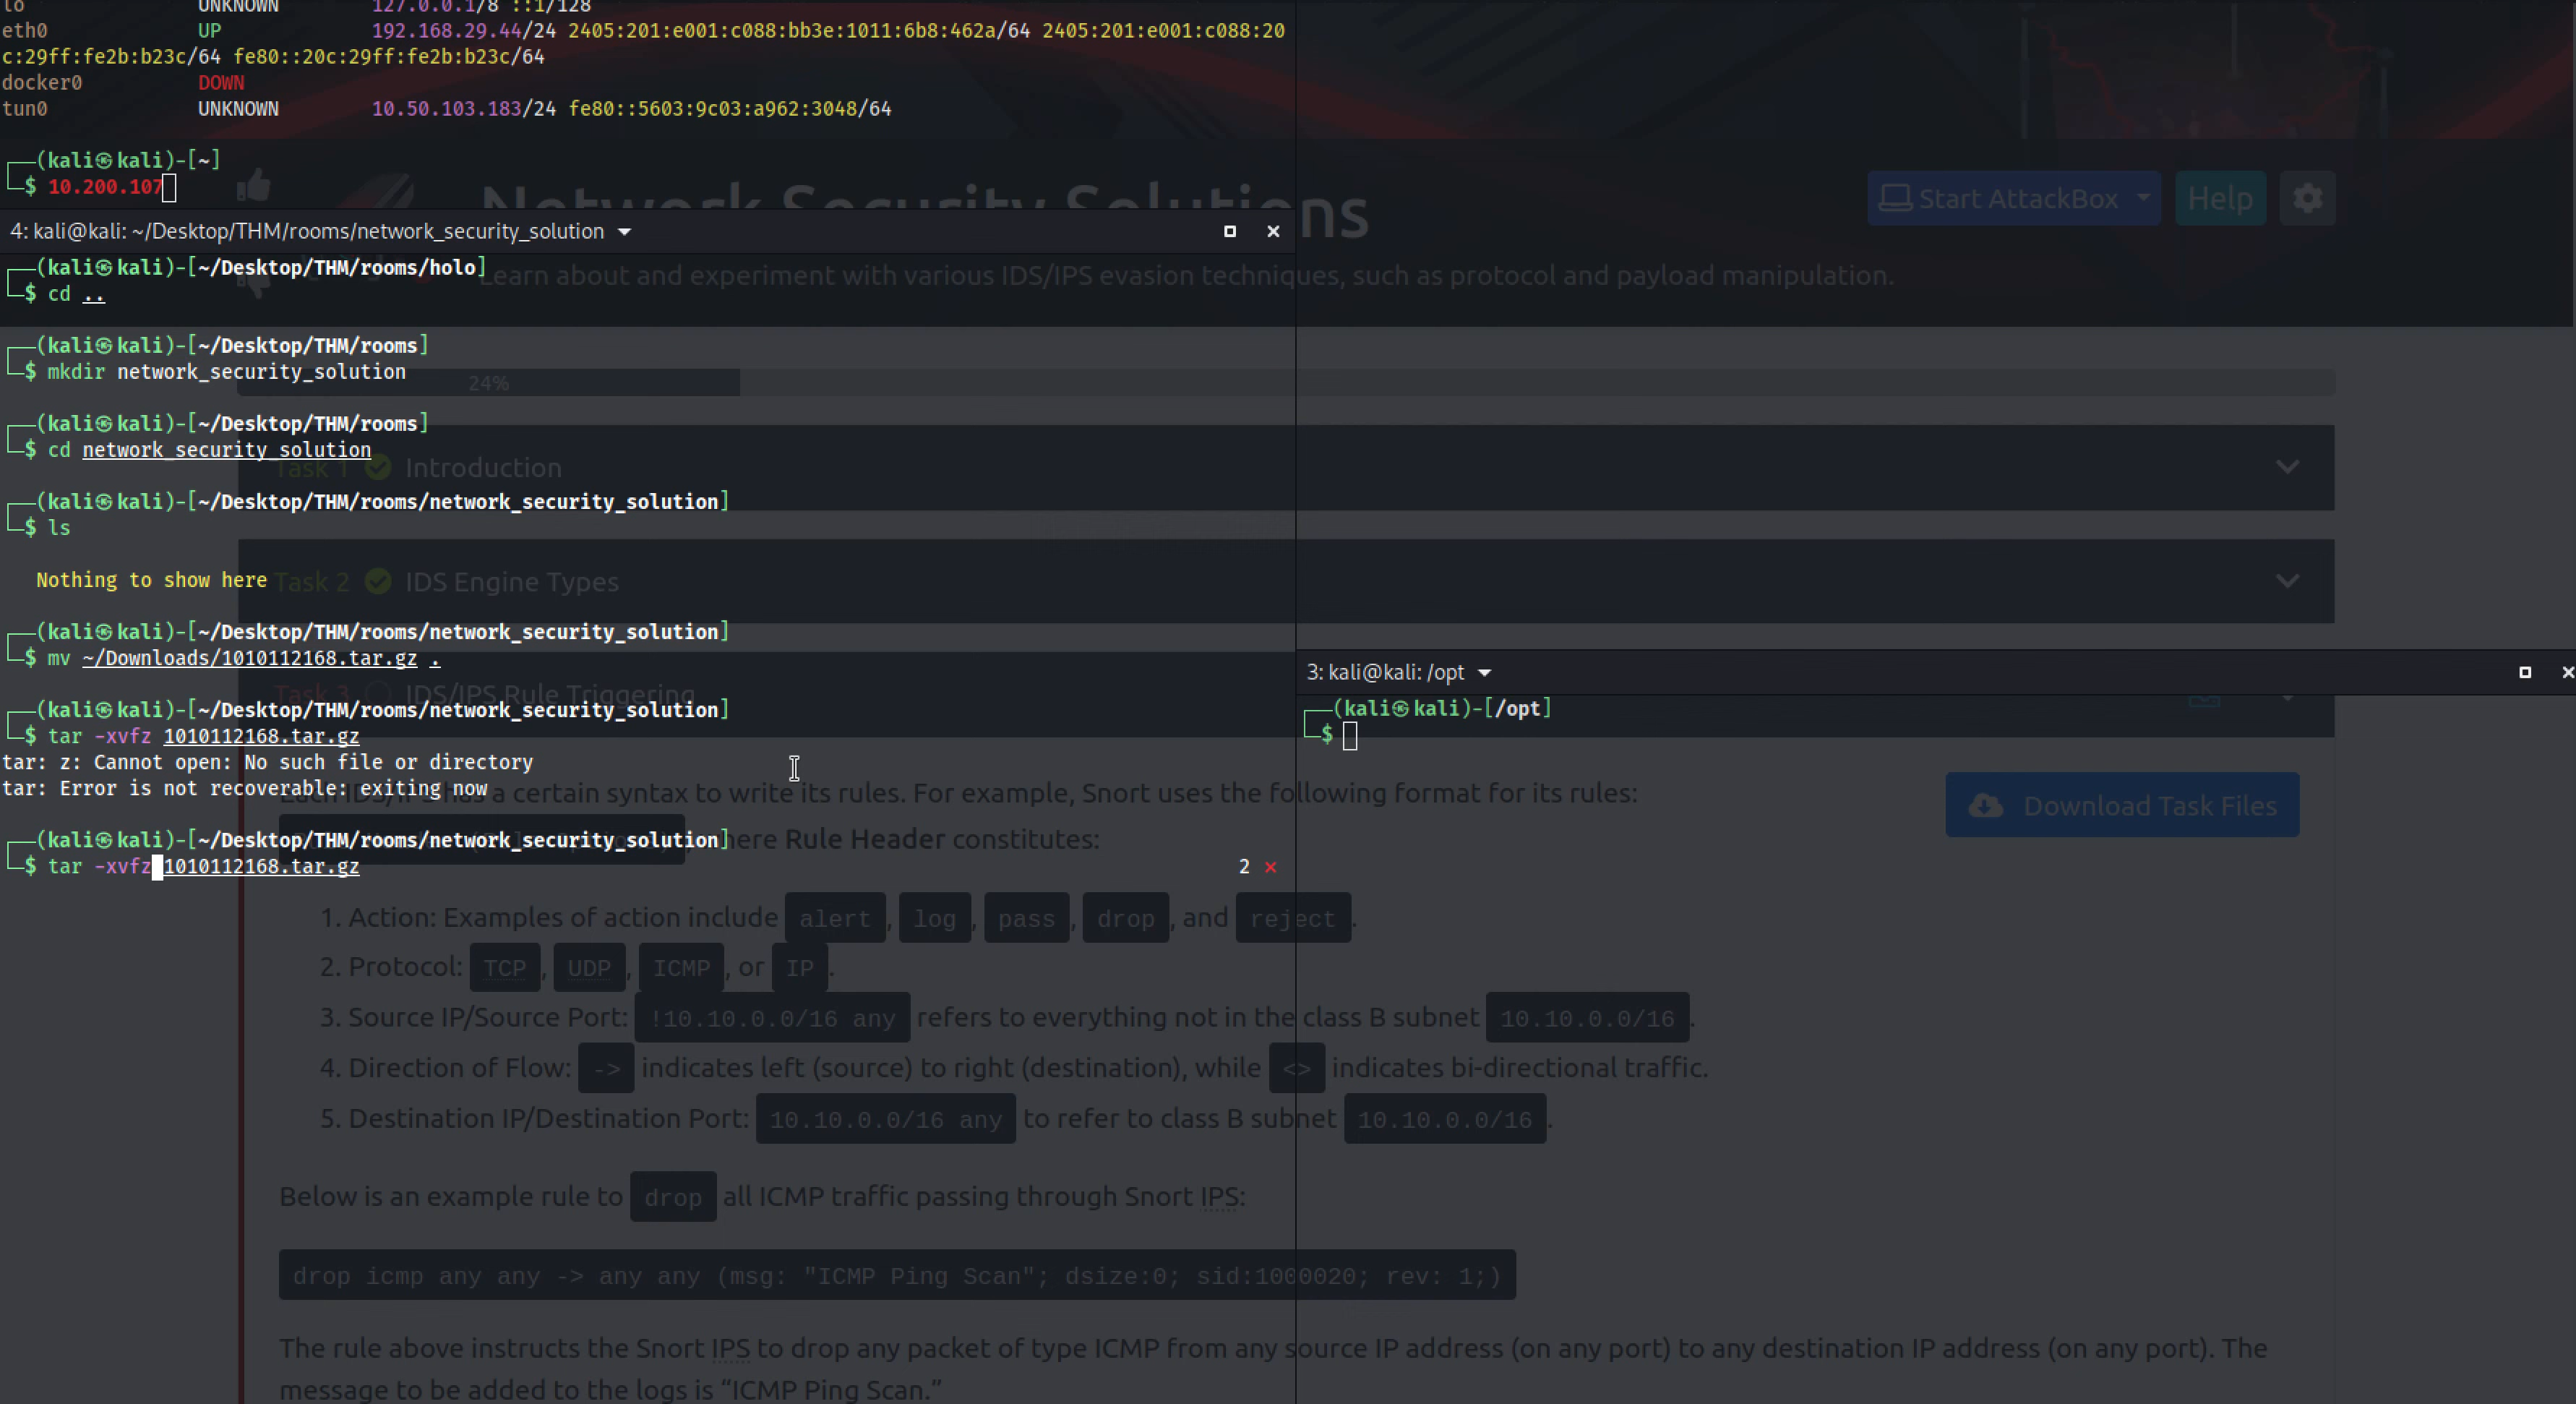 lo UNKNOWN 127.0.0.1/8 ::1/128
eth0 UP 192.168.29.44/24 2405:201:e001:c088:bb3e:1011:6b8:462a/64 2405:201:e001:c088:20
c:29ff:fe2b:b23c/64 fe80::20c:29ff:fe2b:b23c/64
docker0 DOWN
tun0 UNKNOWN 10.50.103.183/24 fe80::5603:9c03:a962:3048/64
┌──(kali㉿kali)-[~]
└─$ 10.200.107
Network Security Solutions
Start AttackBox
Help
Learn about and experiment with various IDS/IPS evasion techniques, such as protocol and payload manipulation.
4: kali@kali: ~/Desktop/THM/rooms/network_security_solution
┌──(kali㉿kali)-[~/Desktop/THM/rooms/holo]
└─$ cd ..
┌──(kali㉿kali)-[~/Desktop/THM/rooms]
└─$ mkdir network_security_solution
24%
┌──(kali㉿kali)-[~/Desktop/THM/rooms]
└─$ cd network_security_solution
Task 1 Introduction
┌──(kali㉿kali)-[~/Desktop/THM/rooms/network_security_solution]
└─$ ls
Nothing to show here
Task 2 IDS Engine Types
┌──(kali㉿kali)-[~/Desktop/THM/rooms/network_security_solution]
└─$ mv ~/Downloads/1010112168.tar.gz .
Task 3 IDS/IPS Rule Triggering
┌──(kali㉿kali)-[~/Desktop/THM/rooms/network_security_solution]
└─$ tar -xvfz 1010112168.tar.gz
tar: z: Cannot open: No such file or directory
tar: Error is not recoverable: exiting now
┌──(kali㉿kali)-[~/Desktop/THM/rooms/network_security_solution]
└─$ tar -xvfz 1010112168.tar.gz
2 ✗
3: kali@kali: /opt
┌──(kali㉿kali)-[/opt]
└─$
Each IDS/IPS has a certain syntax to write its rules. For example, Snort uses the following format for its rules:
Download Task Files
here Rule Header constitutes:
1. Action: Examples of action include alert, log, pass, drop, and reject.
2. Protocol: TCP, UDP, ICMP, or IP.
3. Source IP/Source Port: !10.10.0.0/16 any refers to everything not in the class B subnet 10.10.0.0/16.
4. Direction of Flow: -> indicates left (source) to right (destination), while <> indicates bi-directional traffic.
5. Destination IP/Destination Port: 10.10.0.0/16 any to refer to class B subnet 10.10.0.0/16.
Below is an example rule to drop all ICMP traffic passing through Snort IPS:
drop icmp any any -> any any (msg: "ICMP Ping Scan"; dsize:0; sid:1000020; rev: 1;)
The rule above instructs the Snort IPS to drop any packet of type ICMP from any source IP address (on any port) to any destination IP address (on any port). The
message to be added to the logs is “ICMP Ping Scan.”